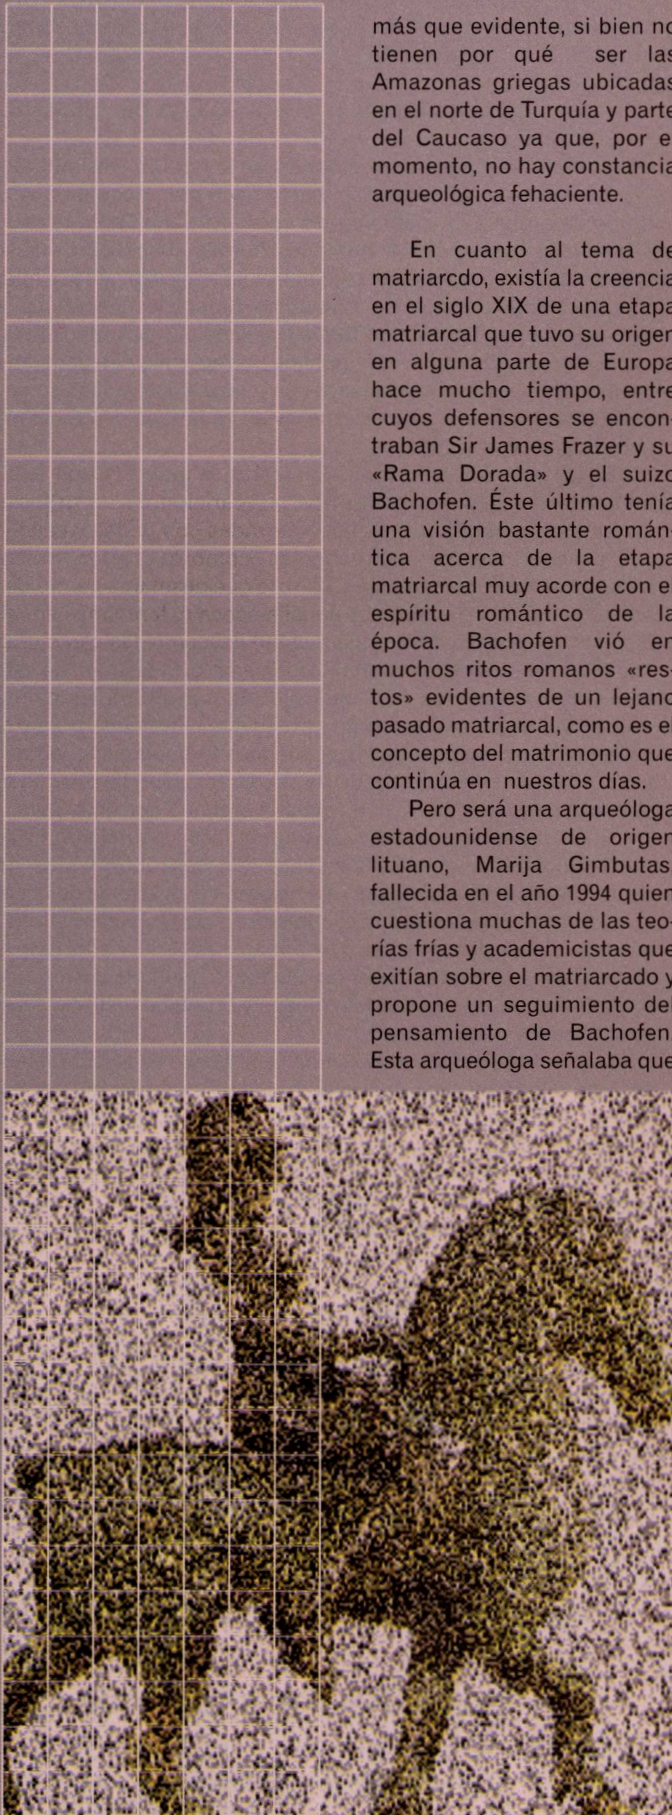 más que evidente, si bien no
tienen por qué ser las
Amazonas griegas ubicadas
en el norte de Turquía y parte
del Caucaso ya que, por el
momento, no hay constancia
arqueológica fehaciente.
En cuanto al tema de
matriarcdo, existía la creencia
en el siglo XIX de una etapa
matriarcal que tuvo su origen
en alguna parte de Europa
hace mucho tiempo, entre
cuyos defensores se encon-
traban Sir James Frazer y su
«Rama Dorada» y el suizo
Bachofen. Éste último tenía
una visión bastante román-
tica acerca de la etapa
matriarcal muy acorde con el
espíritu romántico de la
época. Bachofen vió en
muchos ritos romanos «res-
tos» evidentes de un lejano
pasado matriarcal, como es el
concepto del matrimonio que
continúa en nuestros días.
Pero será una arqueóloga
estadounidense de origen
lituano, Marija Gimbutas,
fallecida en el año 1994 quien
cuestiona muchas de las teo-
rías frías y academicistas que
exitían sobre el matriarcado y
propone un seguimiento del
pensamiento de Bachofen.
Esta arqueóloga señalaba que